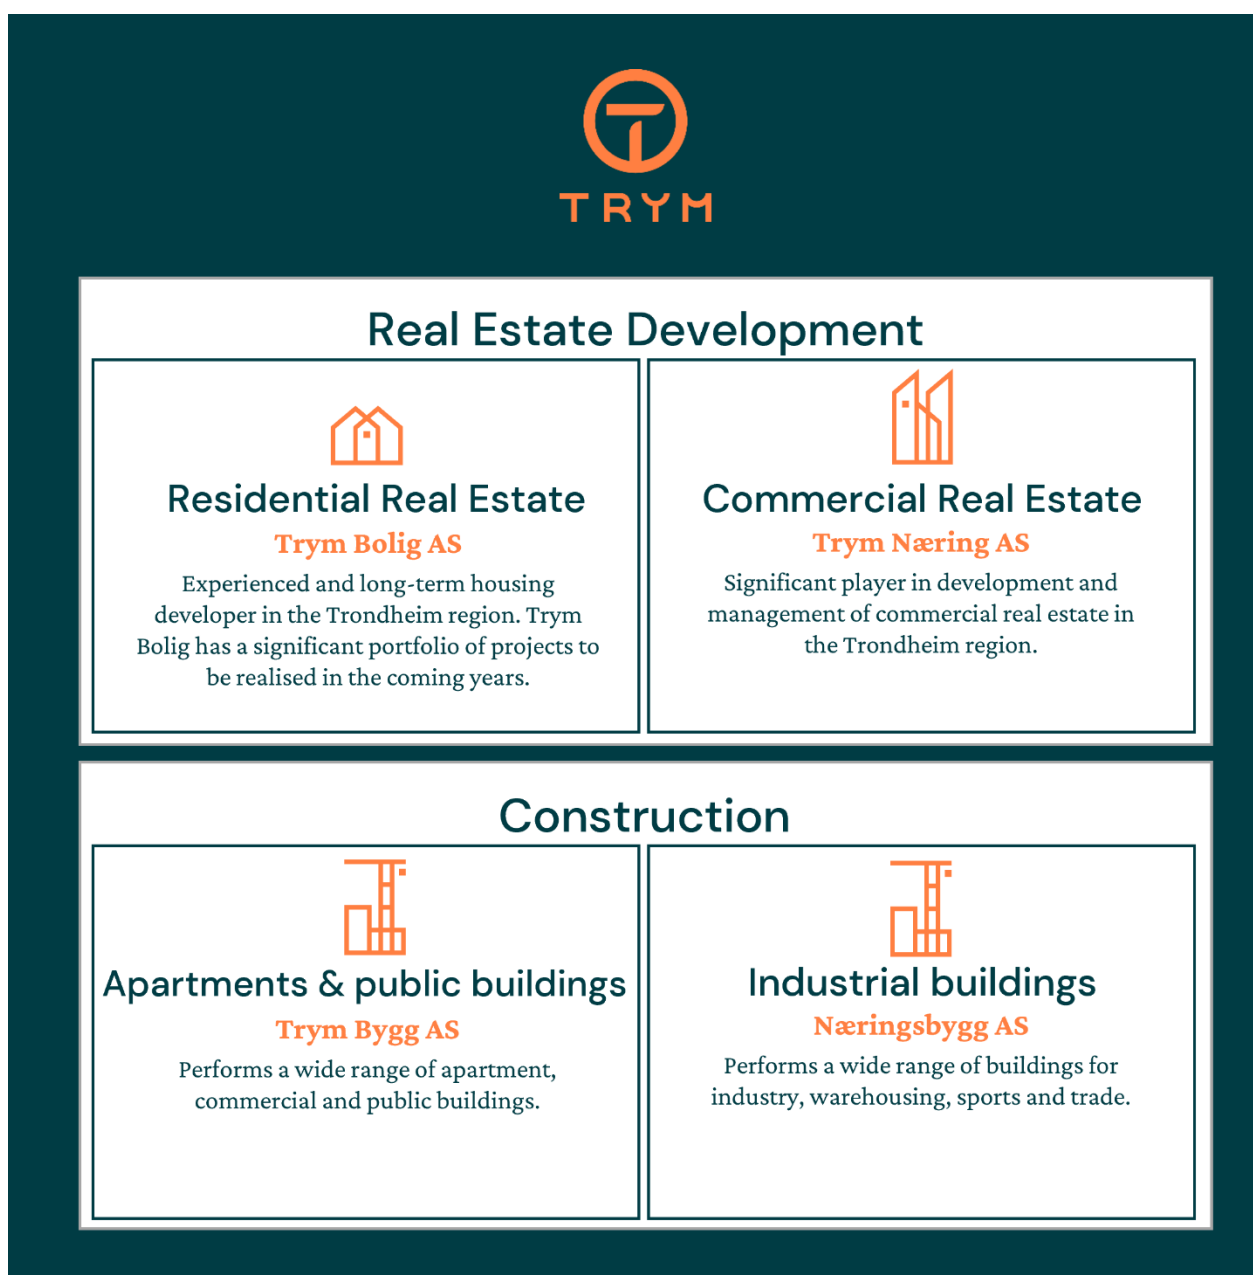 TRYM
Real Estate Development
Residential Real Estate
Trym Bolig AS
Experienced and long-term housing
developer in the Trondheim region. Trym
Bolig has a significant portfolio of projects to
be realised in the coming years.
Commercial Real Estate
Trym Næring AS
Significant player in development and
management of commercial real estate in
the Trondheim region.
Construction
Apartments & public buildings
Trym Bygg AS
Performs a wide range of apartment,
commercial and public buildings.
Industrial buildings
Næringsbygg AS
Performs a wide range of buildings for
industry, warehousing, sports and trade.